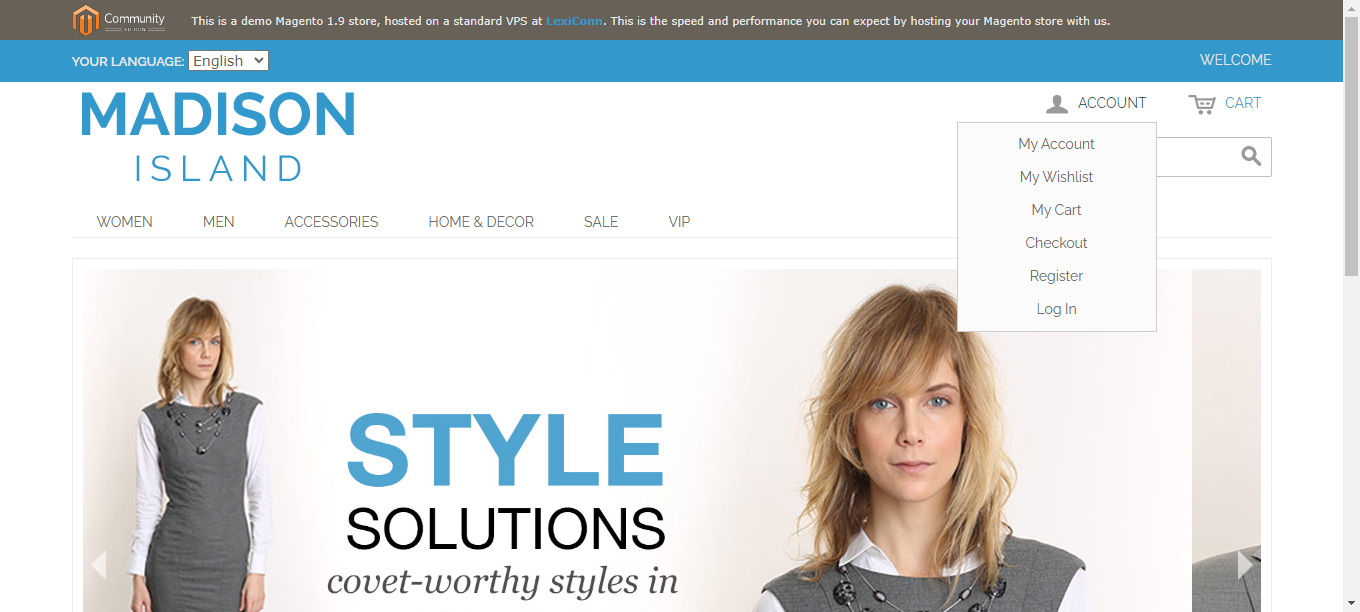 Community
EDITION
This is a demo Magento 1.9 store, hosted on a standard VPS at LexiConn. This is the speed and performance you can expect by hosting your Magento store with us.
YOUR LANGUAGE: English
WELCOME
MADISON
ISLAND
ACCOUNT
CART
My Account
My Wishlist
My Cart
Checkout
Register
Log In
WOMEN MEN ACCESSORIES HOME & DECOR SALE VIP
STYLE
SOLUTIONS
covet-worthy styles in